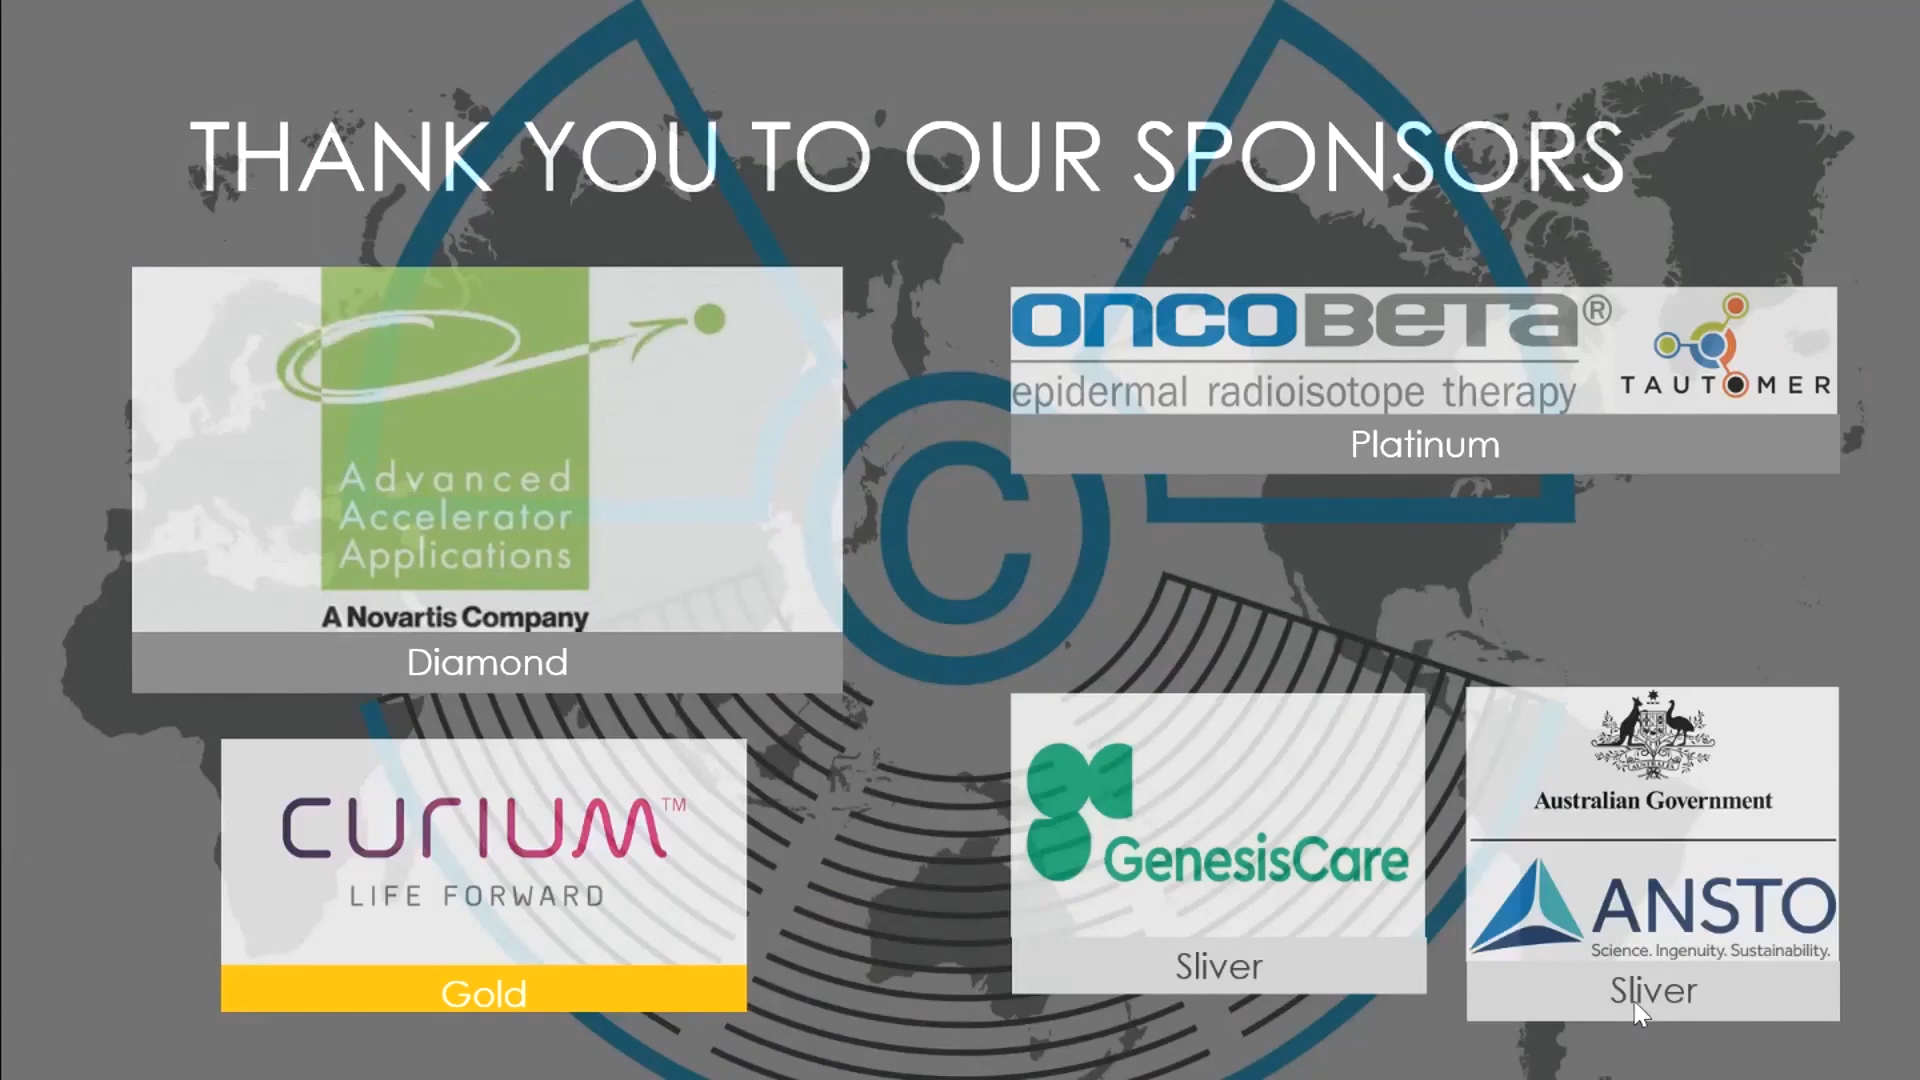 THANK YOU TO OUR SPONSORS
Advanced
Accelerator
Applications
A Novartis Company
Diamond
oncoBeTa®
epidermal radioisotope therapy
TAUTOMER
Platinum
curium™
LIFE FORWARD
Gold
GenesisCare
Sliver
AUSTRALIA
Australian Government
ANSTO
Science. Ingenuity. Sustainability.
Sliver
C